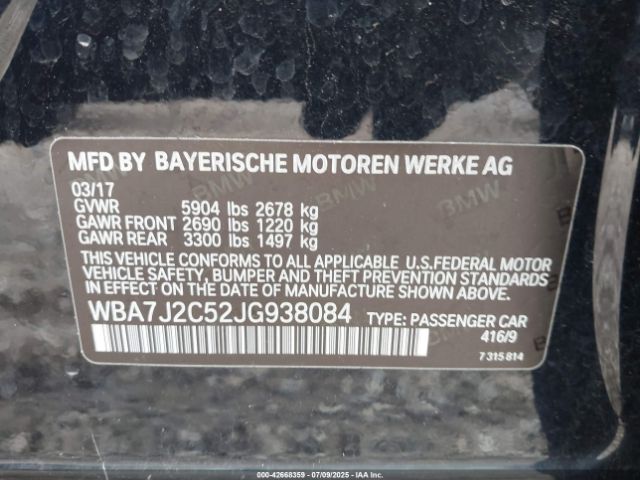 MFD BY BAYERISCHE MOTOREN WERKE AG
03/17
GVWR 5904 lbs 2678 kg
GAWR FRONT 2690 lbs 1220 kg
GAWR REAR 3300 lbs 1497 kg
THIS VEHICLE CONFORMS TO ALL APPLICABLE U.S.FEDERAL MOTOR
VEHICLE SAFETY, BUMPER AND THEFT PREVENTION STANDARDS
IN EFFECT ON THE DATE OF MANUFACTURE SHOWN ABOVE.
WBA7J2C52JG938084 TYPE: PASSENGER CAR
416/9
7 315 814
BMW
BMW
BMW
000-42668359 - 07/09/2025 - IAA Inc.